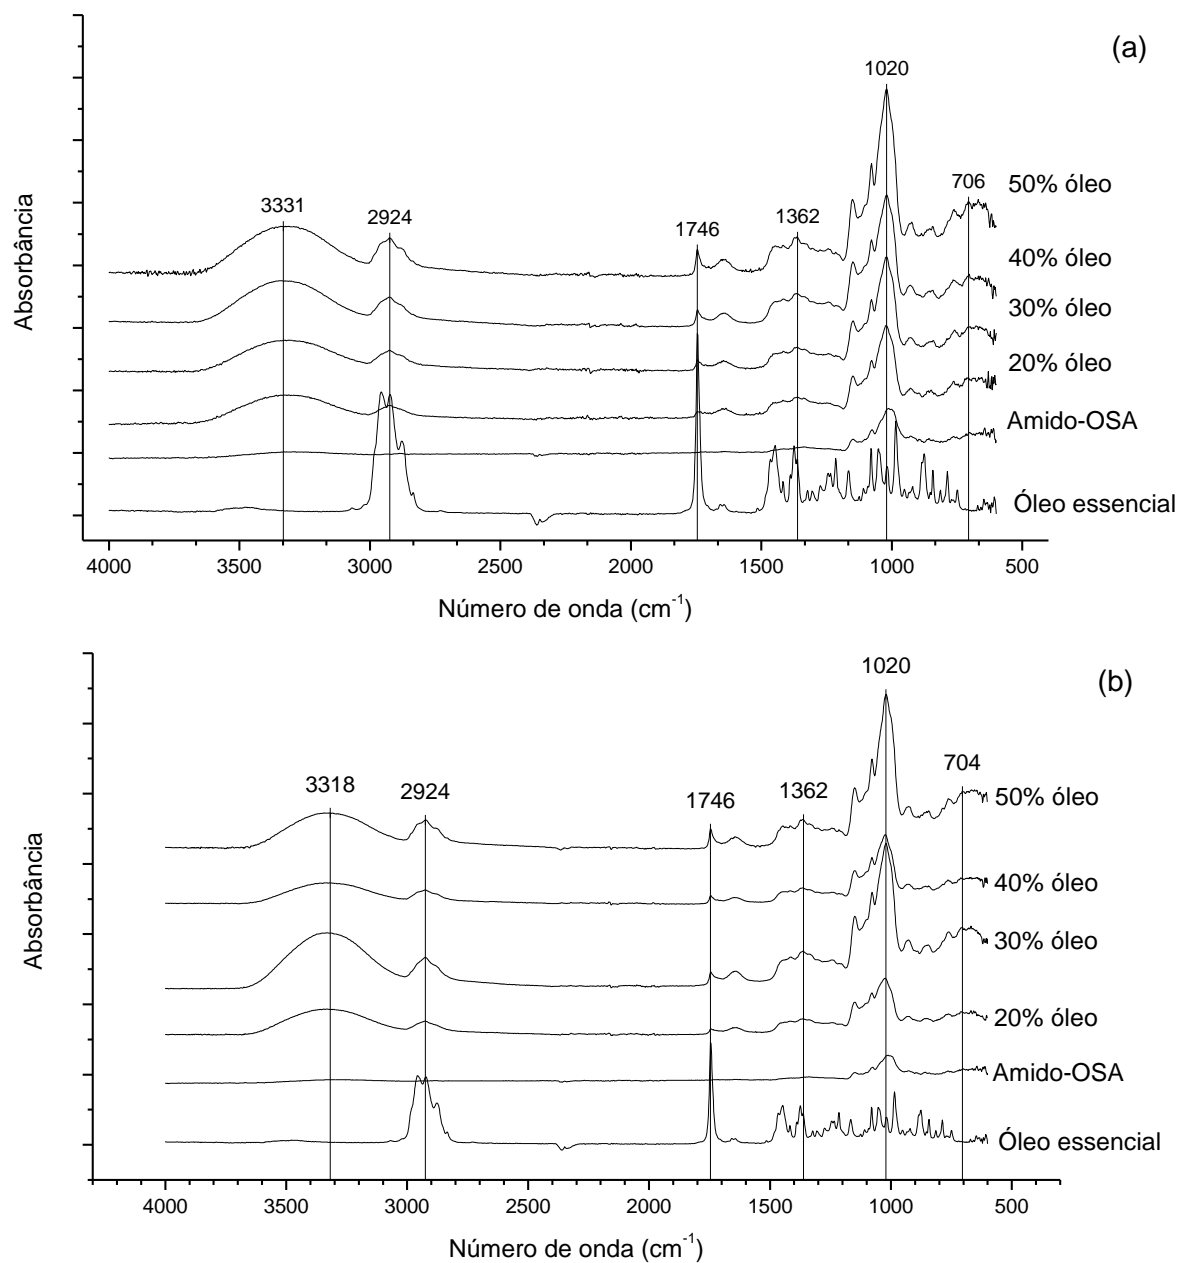 (a)
1020
706
50% óleo
3331
2924
1746
1362
40% óleo
30% óleo
20% óleo
Amido-OSA
Óleo essencial
Absorbância
4000 3500 3000 2500 2000 1500 1000 500
Número de onda (cm⁻¹)
(b)
1020
704
3318
2924
1746
1362
50% óleo
40% óleo
30% óleo
20% óleo
Amido-OSA
Óleo essencial
Absorbância
4000 3500 3000 2500 2000 1500 1000 500
Número de onda (cm⁻¹)